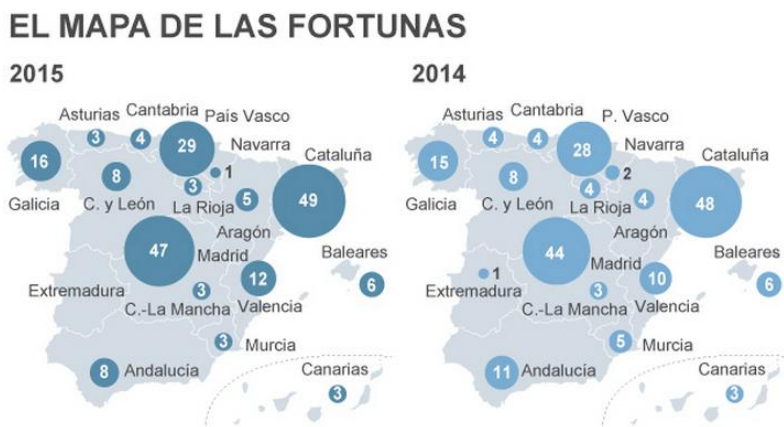 EL MAPA DE LAS FORTUNAS
2015
Asturias
Cantabria
País Vasco
3
4
29
Navarra
Cataluña
16
8
1
3
5
49
Galicia
C. y León
La Rioja
Aragón
47
Madrid
Baleares
Extremadura
3
12
6
C.-La Mancha
Valencia
3
Murcia
8
Andalucía
Canarias
3
2014
Asturias
Cantabria
P. Vasco
4
4
28
Navarra
Cataluña
15
8
2
4
4
48
Galicia
C. y León
La Rioja
Aragón
44
Madrid
Baleares
1
Extremadura
3
10
6
C.-La Mancha
Valencia
5
Murcia
11
Andalucía
Canarias
3